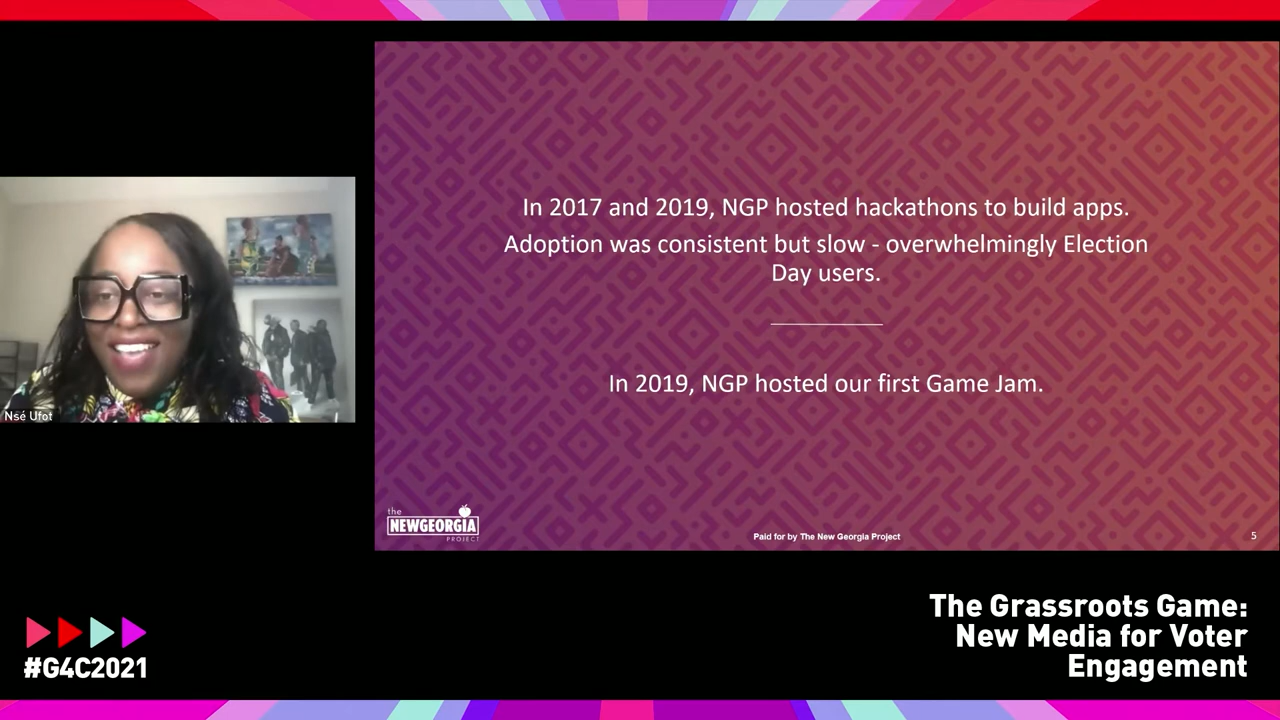 In 2017 and 2019, NGP hosted hackathons to build apps.
Adoption was consistent but slow - overwhelmingly Election
Day users.
In 2019, NGP hosted our first Game Jam.
Nsé Ufot
the
NEWGEORGIA
PROJECT
Paid for by The New Georgia Project
5
The Grassroots Game:
New Media for Voter
Engagement
#G4C2021